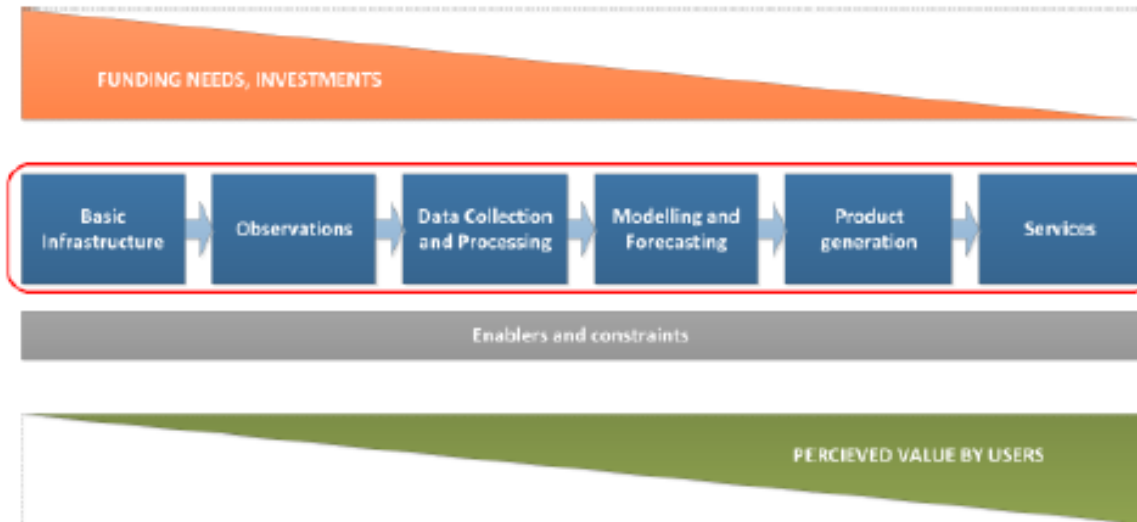 FUNDING NEEDS, INVESTMENTS
Basic
Infrastructure
Observations
Data Collection
and Processing
Modelling and
Forecasting
Product
generation
Services
Enablers and constraints
PERCIEVED VALUE BY USERS